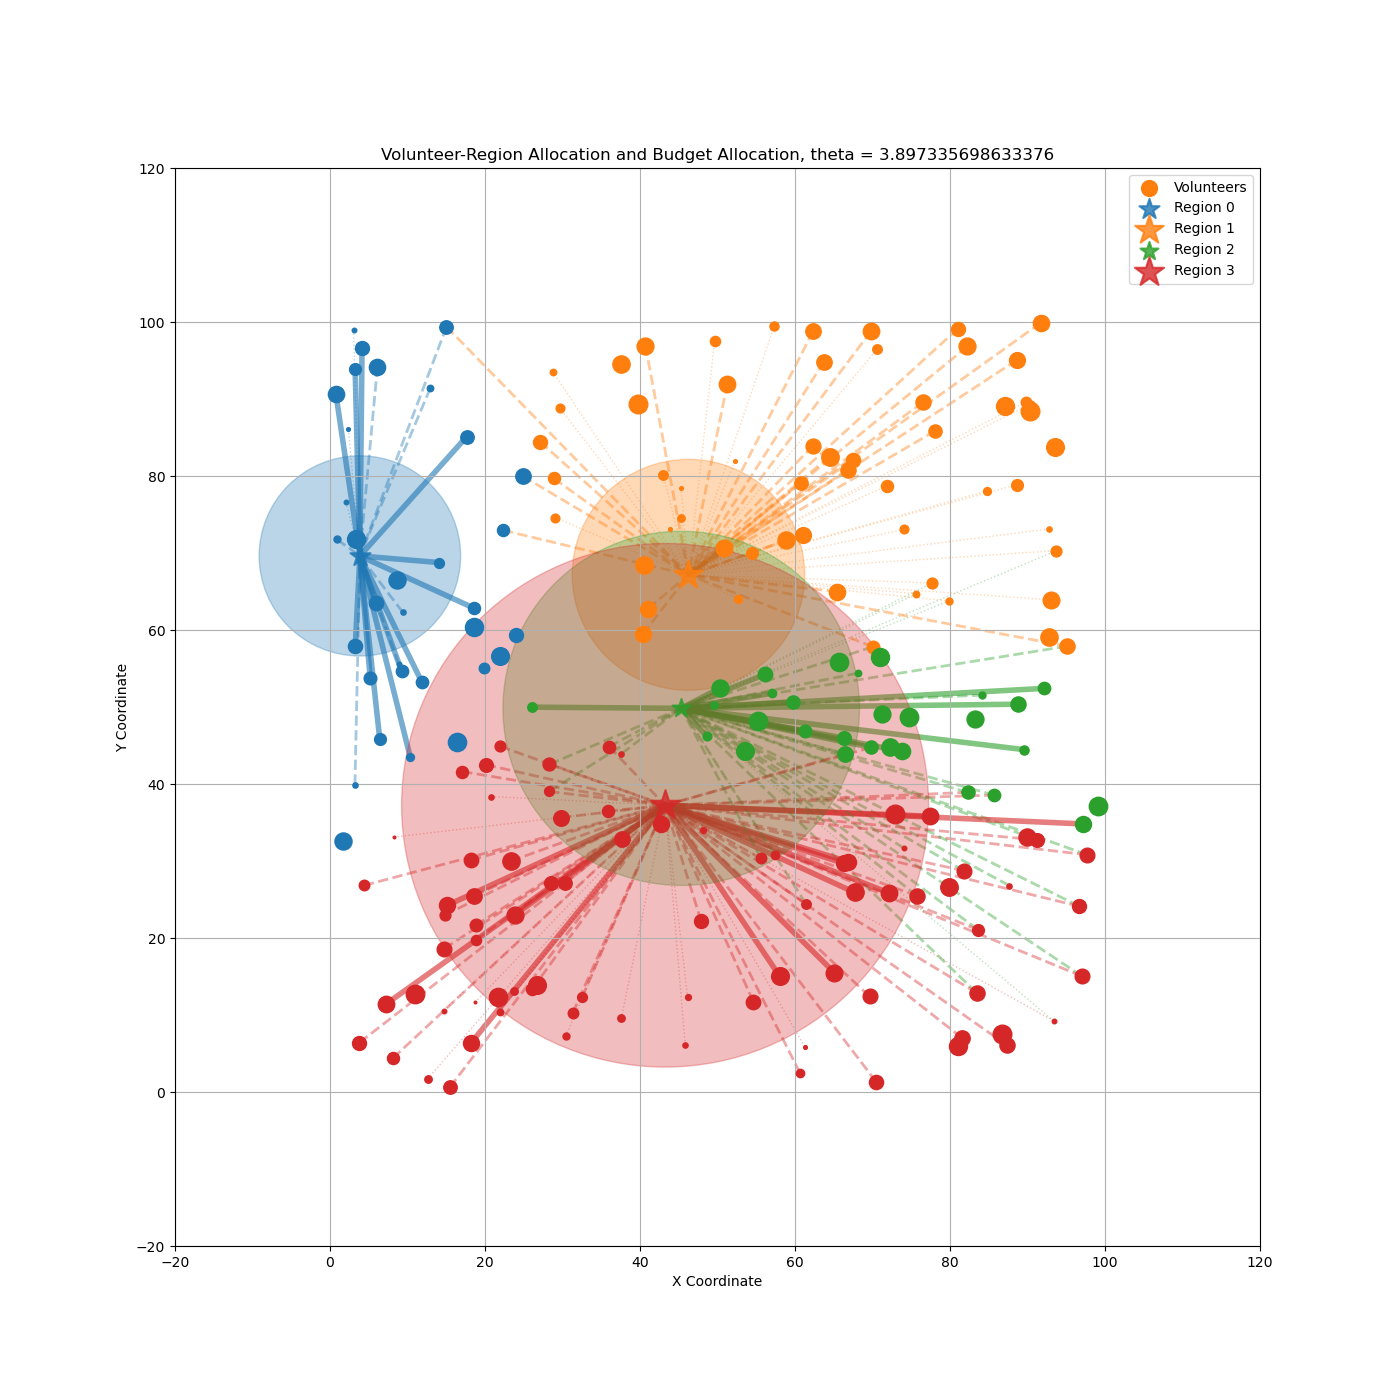 Volunteer-Region Allocation and Budget Allocation, theta = 3.897335698633376
120
100
80
60
40
20
0
−20
Y Coordinate
Volunteers
Region 0
Region 1
Region 2
Region 3
−20 0 20 40 60 80 100 120
X Coordinate